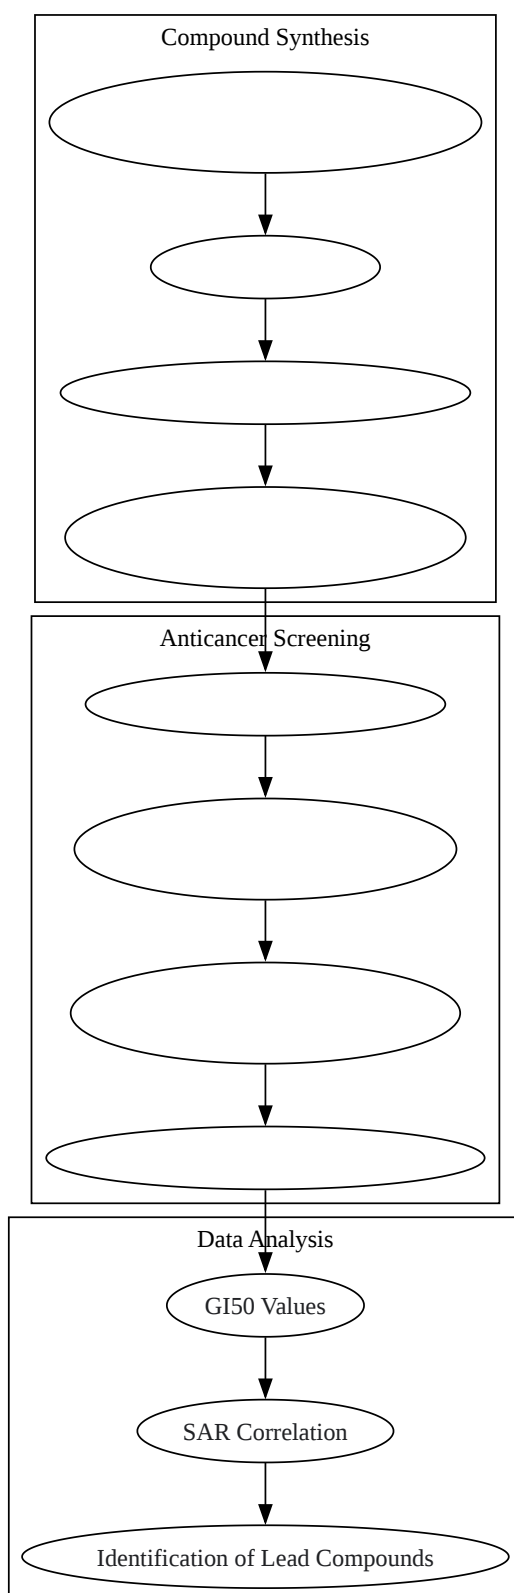 Compound Synthesis
Anticancer Screening
Data Analysis
GI50 Values
SAR Correlation
Identification of Lead Compounds